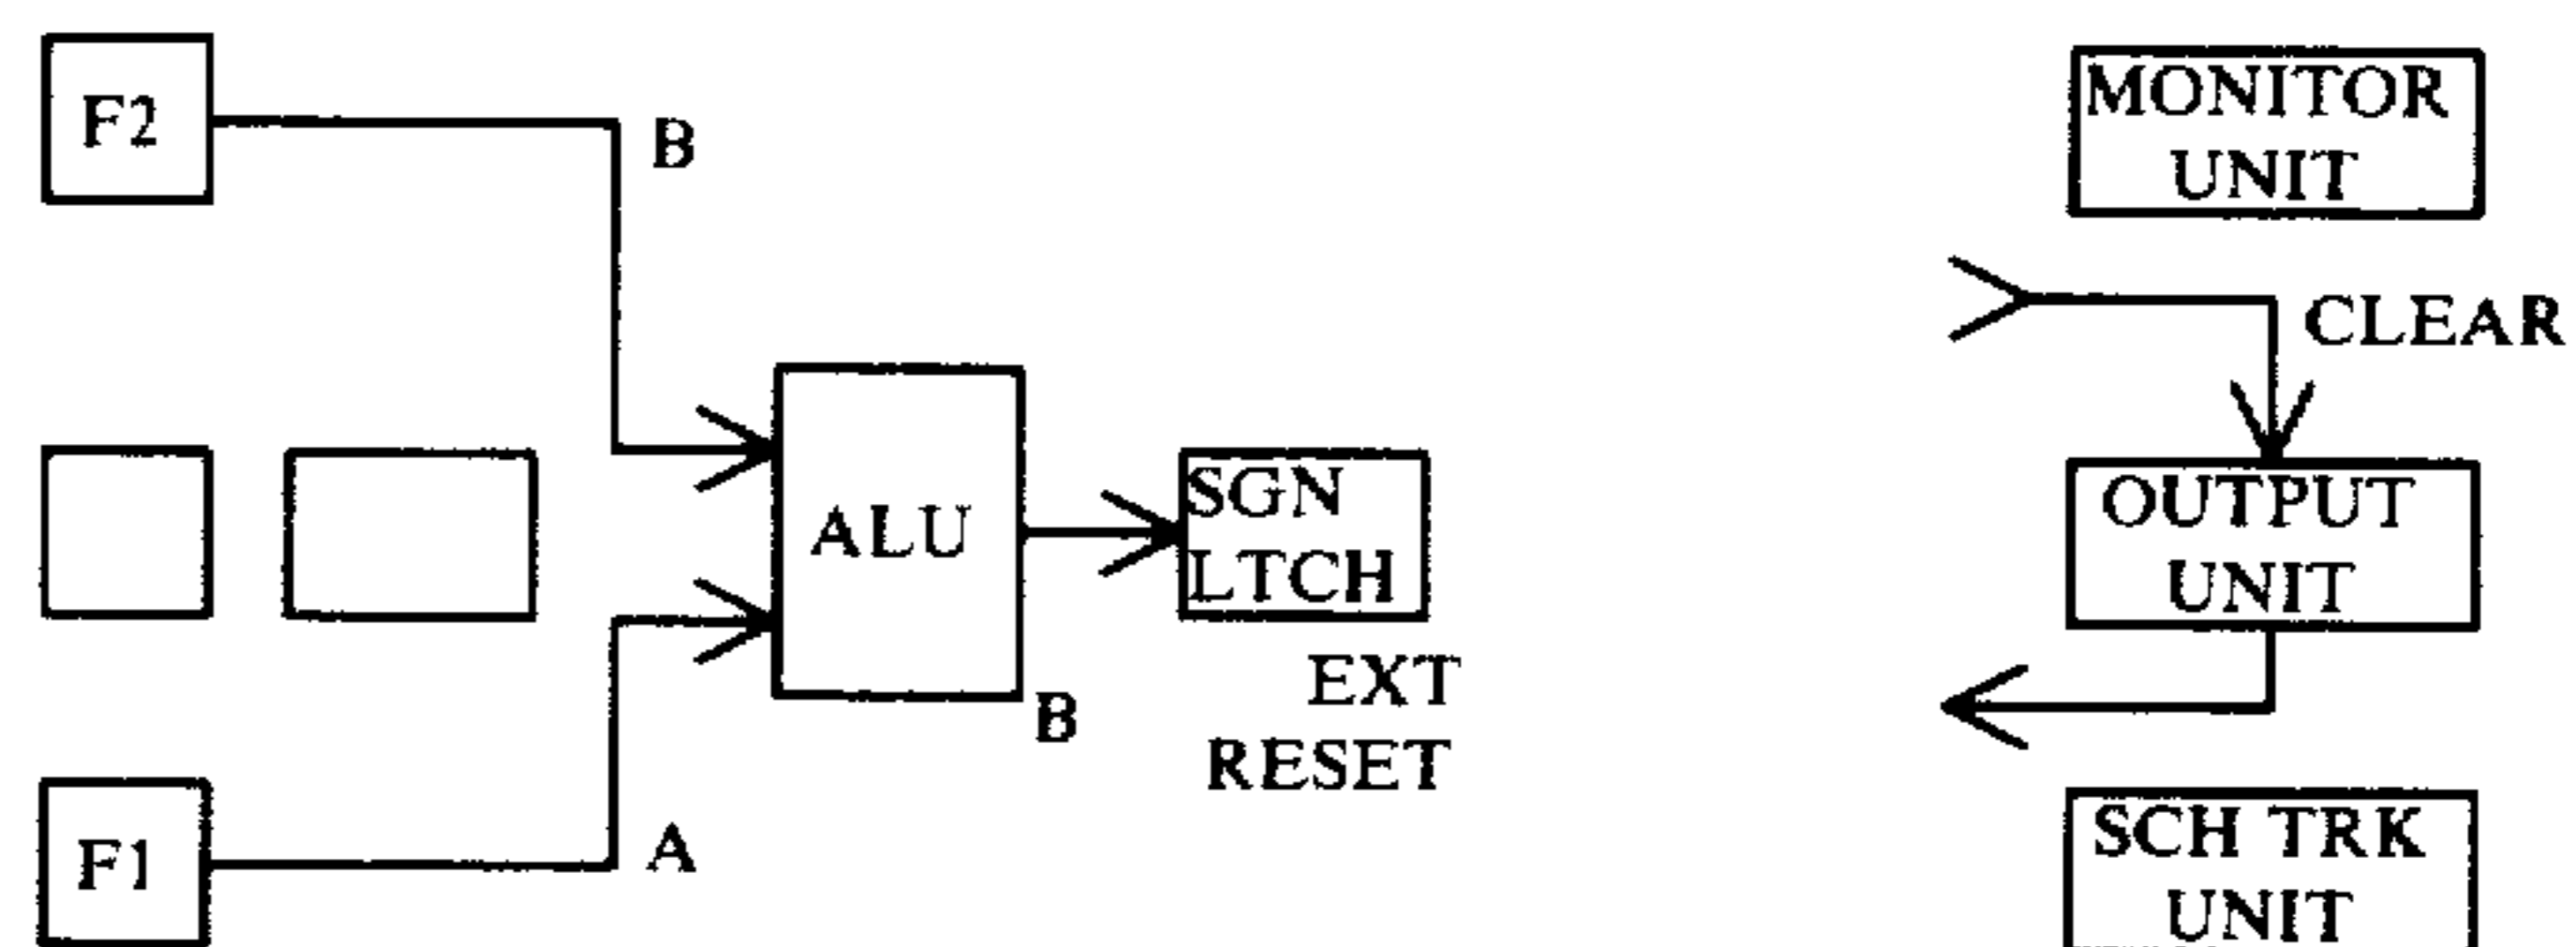 F2
B
MONITOR
UNIT
CLEAR
ALU
SGN
LTCH
OUTPUT
UNIT
B
EXT
RESET
F1
A
SCH TRK
UNIT